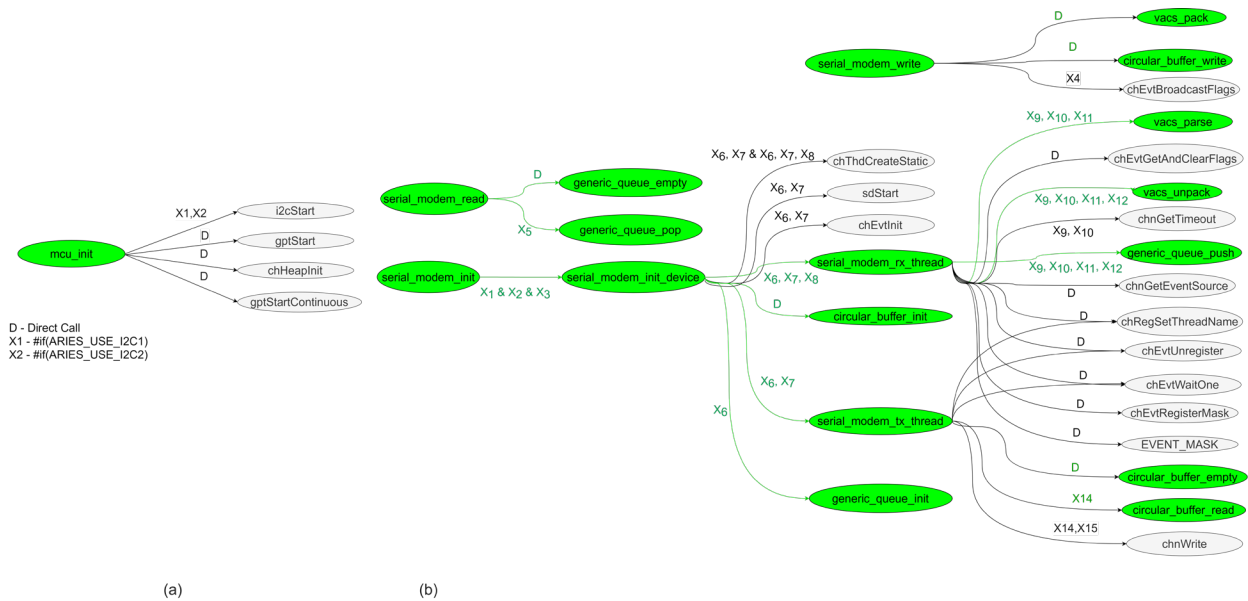 D
vacs_pack
serial_modem_write
D
circular_buffer_write
X4
chEvtBroadcastFlags
X9, X10, X11
vacs_parse
X6, X7 & X6, X7, X8
chThdCreateStatic
D
chEvtGetAndClearFlags
D
generic_queue_empty
serial_modem_read
X6, X7
sdStart
vacs_unpack
X9, X10, X11, X12
X1,X2
i2cStart
X5
generic_queue_pop
X6, X7
chEvtInit
chnGetTimeout
X9, X10
D
gptStart
mcu_init
D
chHeapInit
serial_modem_init
X1 & X2 & X3
serial_modem_init_device
X6, X7, X8
serial_modem_rx_thread
generic_queue_push
X9, X10, X11, X12
D
gptStartContinuous
D
circular_buffer_init
chnGetEventSource
D
D
chRegSetThreadName
D - Direct Call
X1 - #if(ARIES_USE_I2C1)
X2 - #if(ARIES_USE_I2C2)
D
chEvtUnregister
X6, X7
D
chEvtWaitOne
X6
serial_modem_tx_thread
D
chEvtRegisterMask
D
EVENT_MASK
D
circular_buffer_empty
generic_queue_init
X14
circular_buffer_read
X14,X15
chnWrite
(a)
(b)